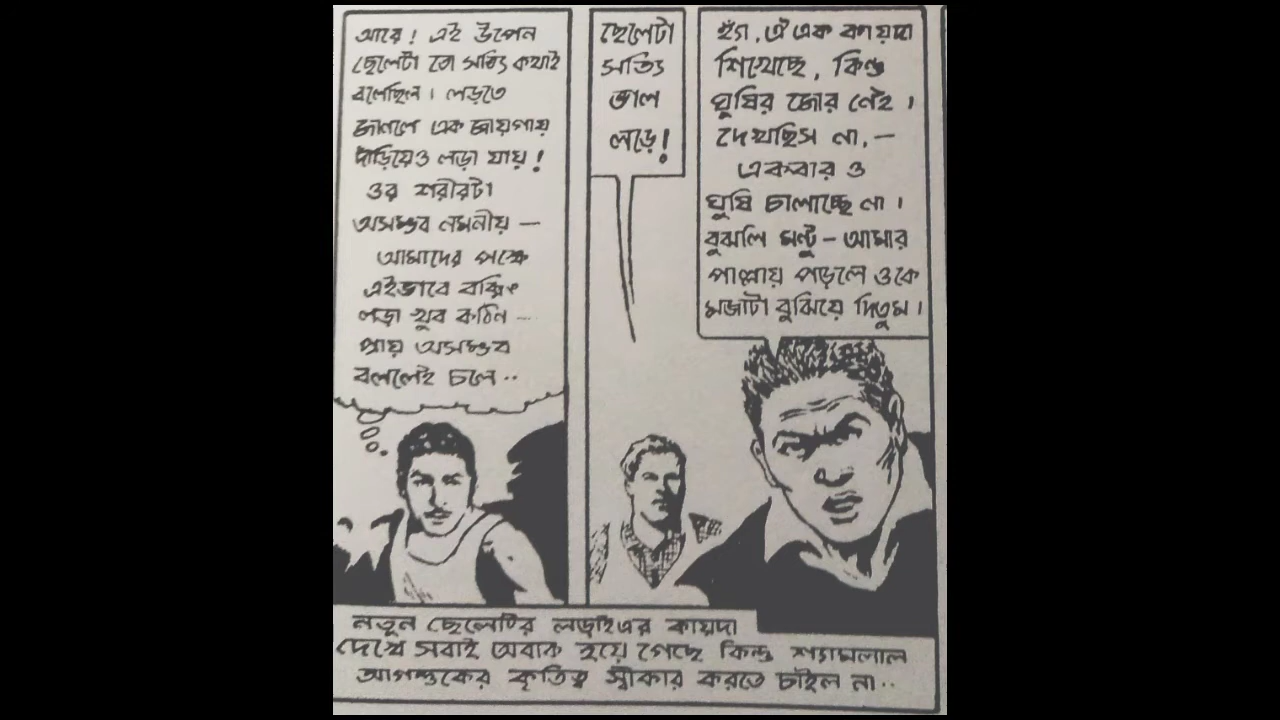 আরে! এই উপেন
ছেলেটা তো সত্যি কথাই
বলেছিল। লড়তে
জানলে এক জায়গায়
দাঁড়িয়েও লড়া যায়!
ওর শরীরটা
অসম্ভব নমনীয় —
আমাদের পক্ষে
এইভাবে বক্সিং
লড়া খুব কঠিন —
প্রায় অসম্ভব
বললেই চলে··
ছেলেটা
সত্যি
ভাল
লড়ে!
হ্যাঁ, ঐ এক কায়দা
শিখেছে, কিন্তু
ঘুষির জোর নেই।
দেখছিস না, —
একবার ও
ঘুষি চালাচ্ছে না।
বুঝলি মন্টু – আমার
পাল্লায় পড়লে ওকে
মজাটা বুঝিয়ে দিতুম।
নতুন ছেলেটির লড়াইএর কায়দা
দেখে সবাই অবাক হয়ে গেছে কিন্তু শ্যামলাল
আগন্তুকের কৃতিত্ব স্বীকার করতে চাইল না··